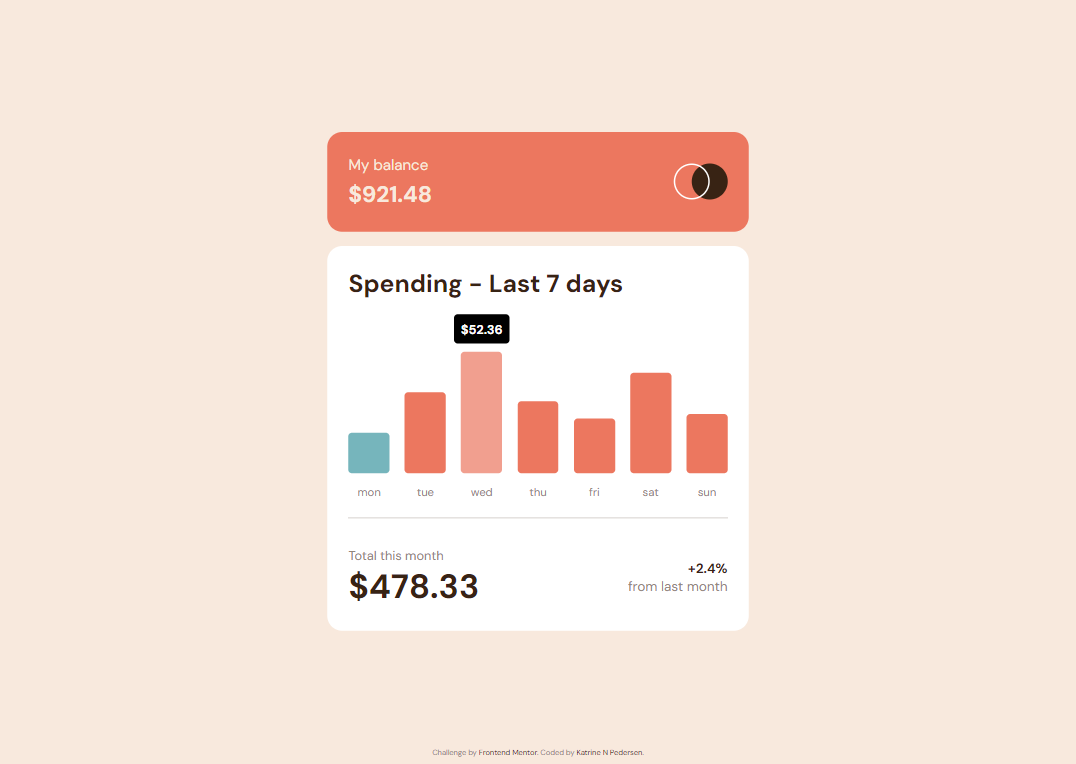 My balance
$921.48
Spending - Last 7 days
$52.36
mon tue wed thu fri sat sun
Total this month
$478.33
+2.4%
from last month
Challenge by Frontend Mentor. Coded by Katrine N Pedersen.